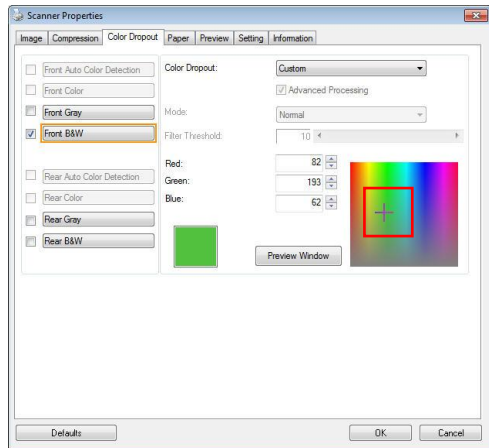 Scanner Properties
Image Compression Color Dropout Paper Preview Setting Information
Front Auto Color Detection
Front Color
Front Gray
Front B&W
Rear Auto Color Detection
Rear Color
Rear Gray
Rear B&W
Color Dropout: Custom
Advanced Processing
Mode: Normal
Filter Threshold: 10
Red: 82
Green: 193
Blue: 62
Preview Window
Defaults OK Cancel